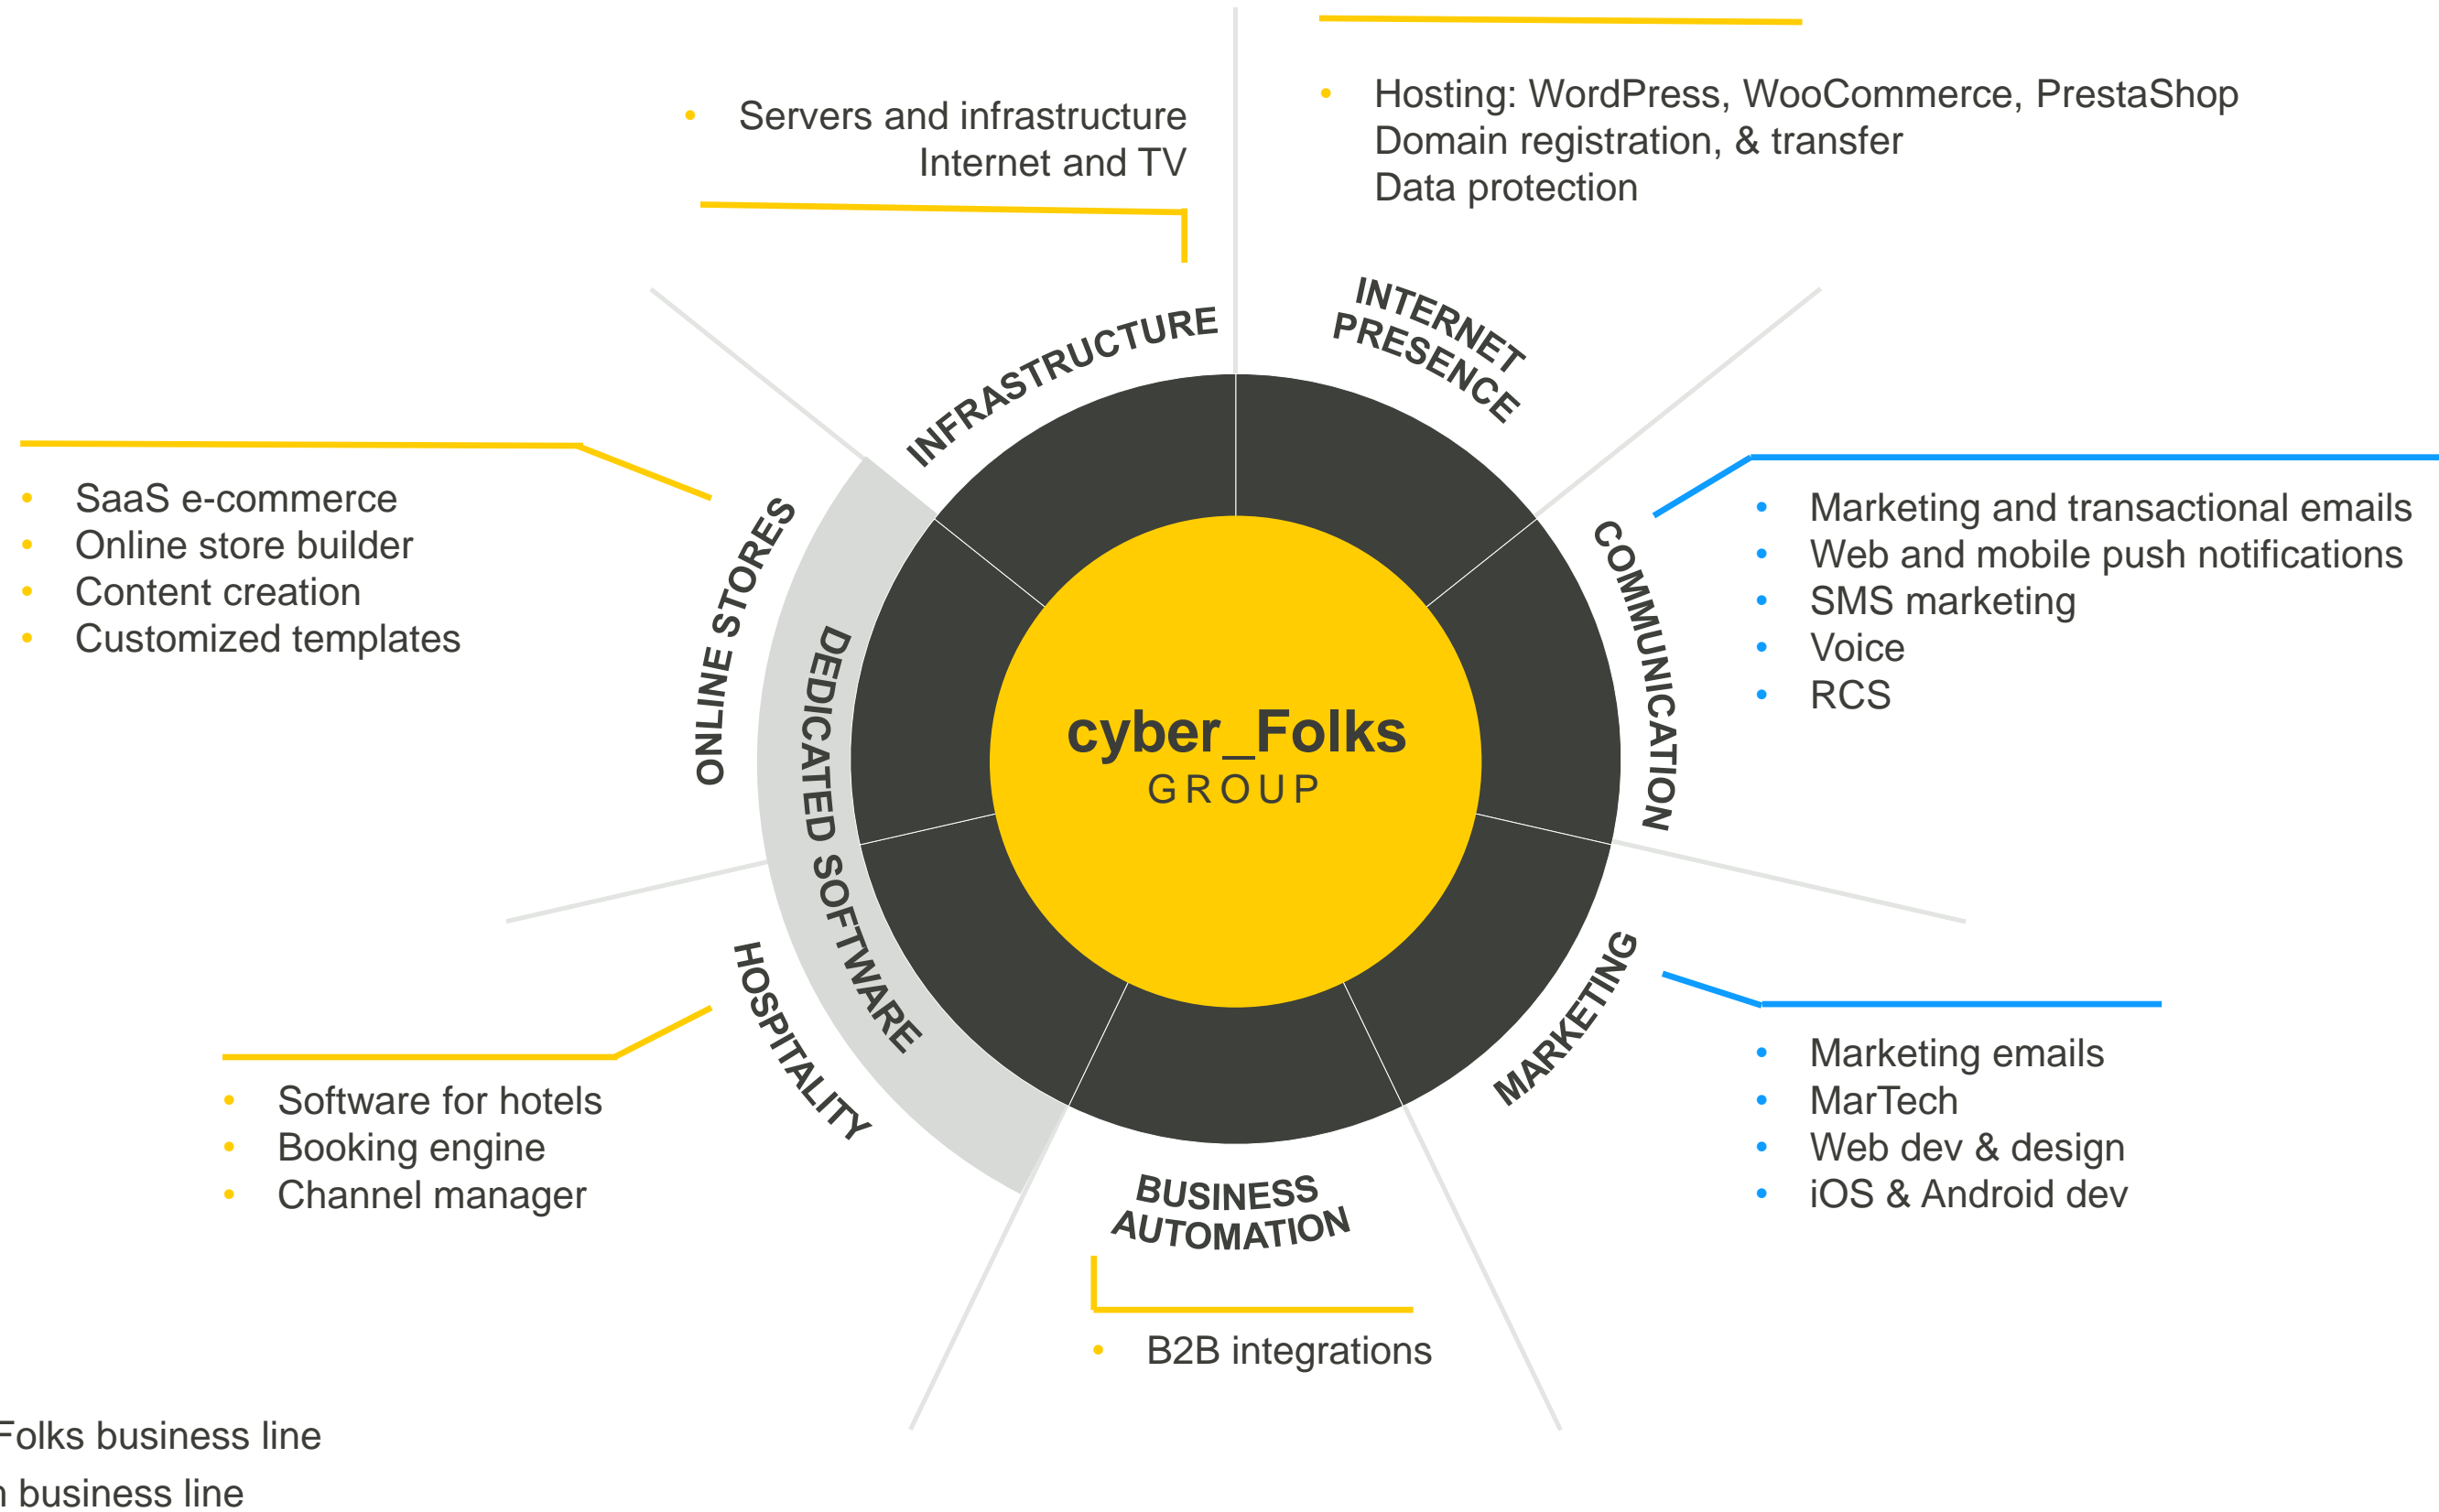 • Servers and infrastructure
Internet and TV
• Hosting: WordPress, WooCommerce, PrestaShop
Domain registration, & transfer
Data protection
INFRASTRUCTURE
INTERNET
PRESENCE
• SaaS e-commerce
• Online store builder
• Content creation
• Customized templates
ONLINE STORES
DEDICATED SOFTWARE
cyber_Folks
GROUP
COMMUNICATION
• Marketing and transactional emails
• Web and mobile push notifications
• SMS marketing
• Voice
• RCS
HOSPITALITY
• Software for hotels
• Booking engine
• Channel manager
MARKETING
• Marketing emails
• MarTech
• Web dev & design
• iOS & Android dev
BUSINESS
AUTOMATION
• B2B integrations
Folks business line
business line